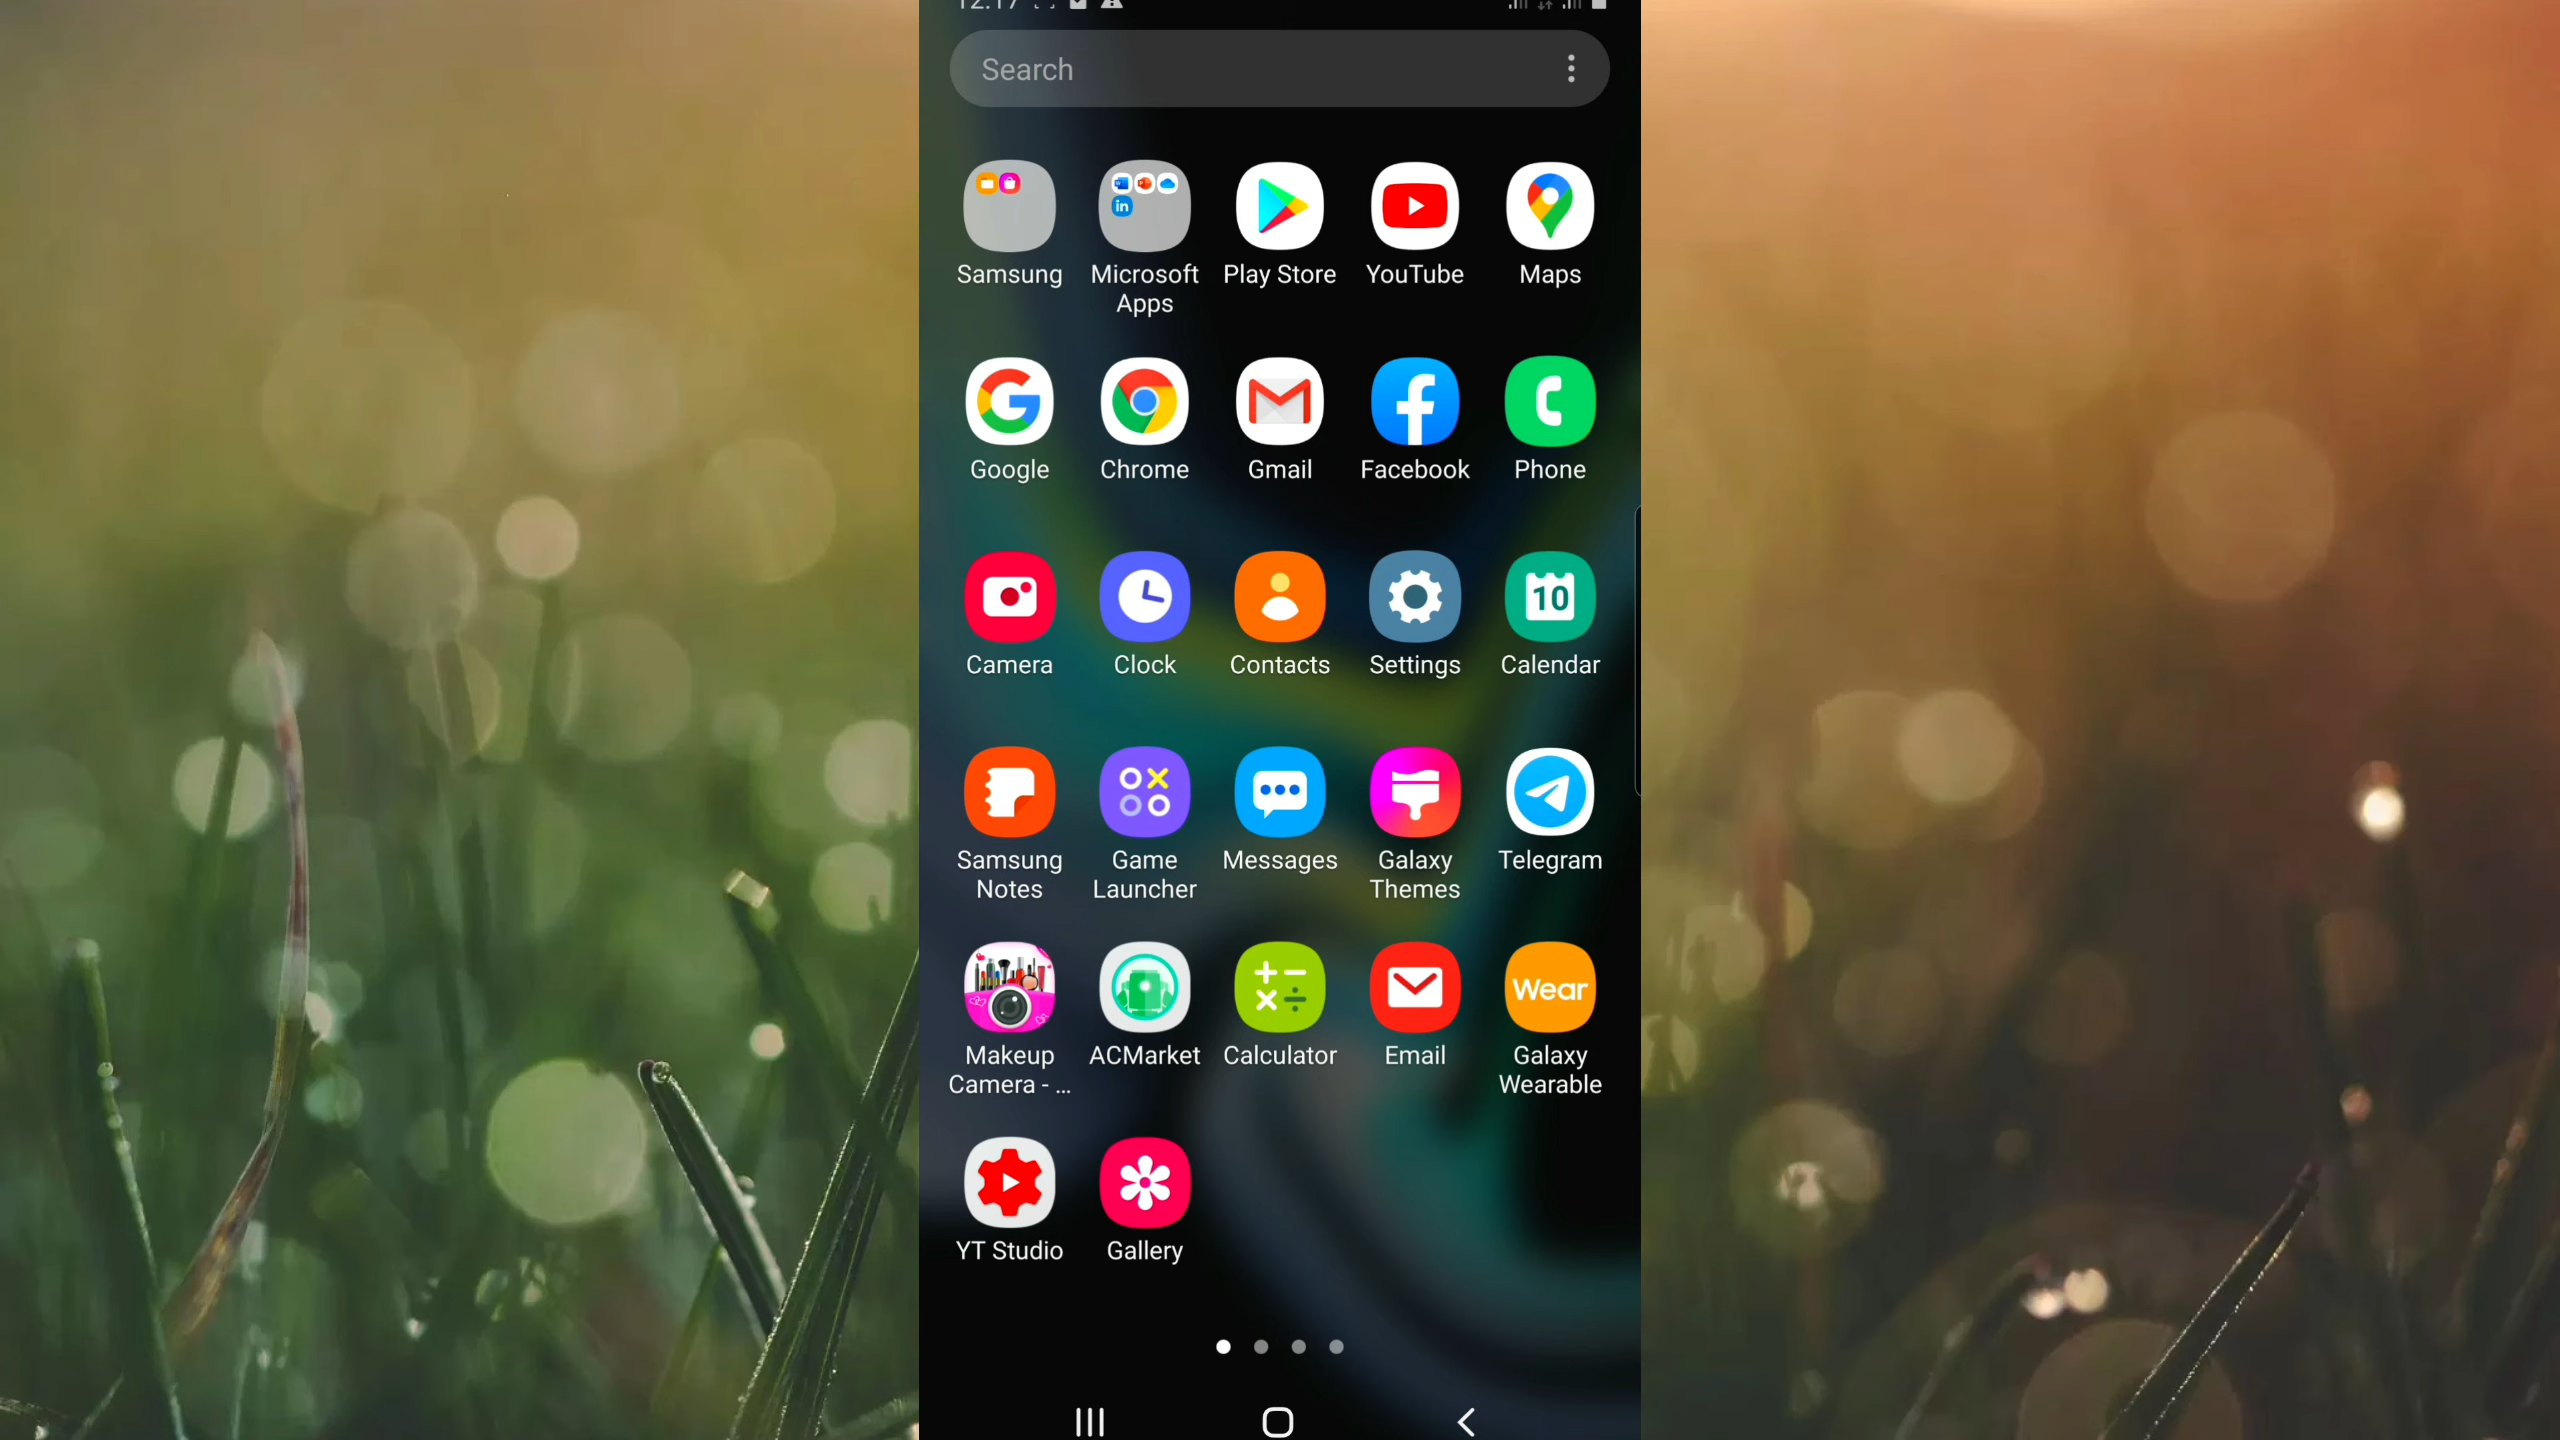 12:17
Search
Samsung
Microsoft
Apps
Play Store
YouTube
Maps
Google
Chrome
Gmail
Facebook
Phone
10
Camera
Clock
Contacts
Settings
Calendar
Samsung
Notes
Game
Launcher
Messages
Galaxy
Themes
Telegram
Wear
Makeup
Camera - ...
ACMarket
Calculator
Email
Galaxy
Wearable
YT Studio
Gallery